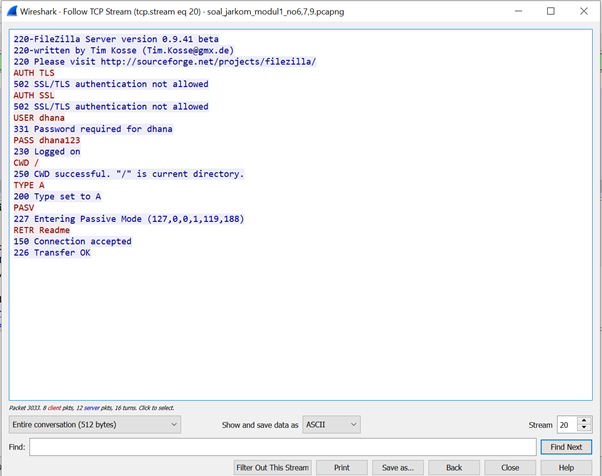 Wireshark · Follow TCP Stream (tcp.stream eq 20) · soal_jarkom_modul1_no6,7,9.pcapng
220-FileZilla Server version 0.9.41 beta
220-written by Tim Kosse (Tim.Kosse@gmx.de)
220 Please visit http://sourceforge.net/projects/filezilla/
AUTH TLS
502 SSL/TLS authentication not allowed
AUTH SSL
502 SSL/TLS authentication not allowed
USER dhana
331 Password required for dhana
PASS dhana123
230 Logged on
CWD /
250 CWD successful. "/" is current directory.
TYPE A
200 Type set to A
PASV
227 Entering Passive Mode (127,0,0,1,119,188)
RETR Readme
150 Connection accepted
226 Transfer OK
Packet 3033. 8 client pkts, 12 server pkts, 16 turns. Click to select.
Entire conversation (512 bytes)
Show and save data as
ASCII
Stream
20
Find:
Find Next
Filter Out This Stream
Print
Save as...
Back
Close
Help